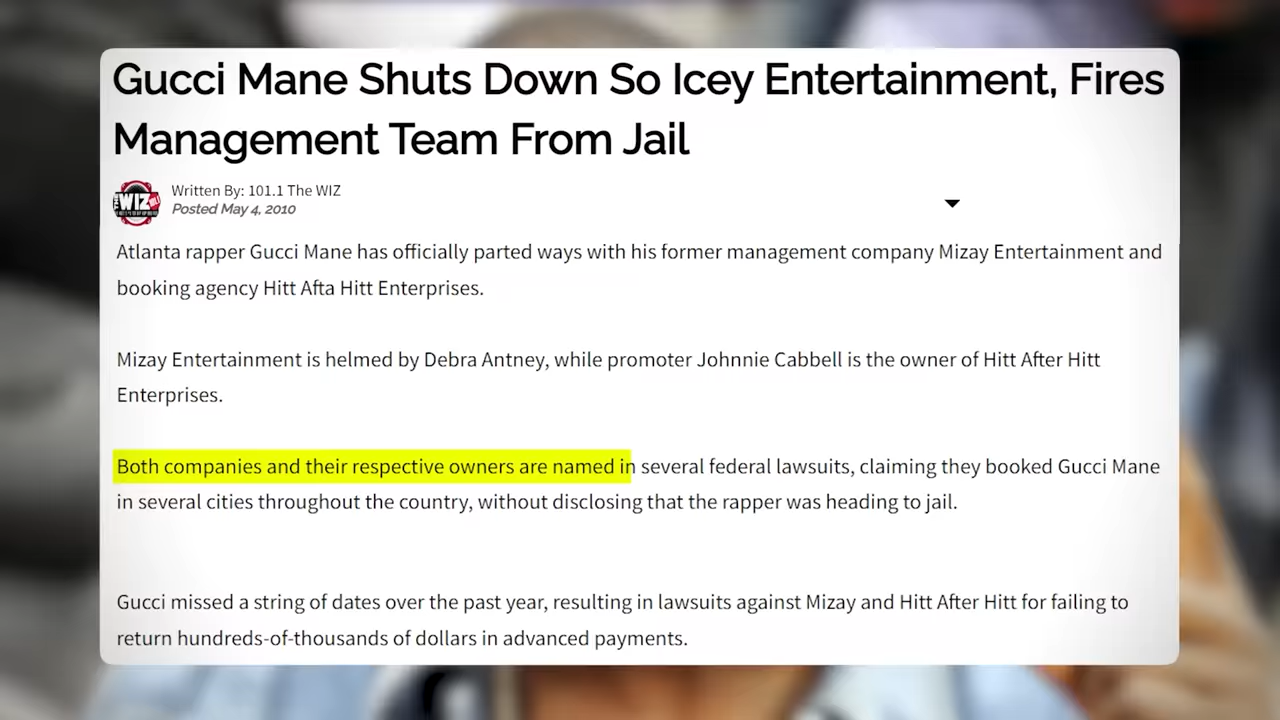 Gucci Mane Shuts Down So Icey Entertainment, Fires
Management Team From Jail
Written By: 101.1 The WIZ
Posted May 4, 2010
Atlanta rapper Gucci Mane has officially parted ways with his former management company Mizay Entertainment and
booking agency Hitt Afta Hitt Enterprises.
Mizay Entertainment is helmed by Debra Antney, while promoter Johnnie Cabbell is the owner of Hitt After Hitt
Enterprises.
Both companies and their respective owners are named in several federal lawsuits, claiming they booked Gucci Mane
in several cities throughout the country, without disclosing that the rapper was heading to jail.
Gucci missed a string of dates over the past year, resulting in lawsuits against Mizay and Hitt After Hitt for failing to
return hundreds-of-thousands of dollars in advanced payments.